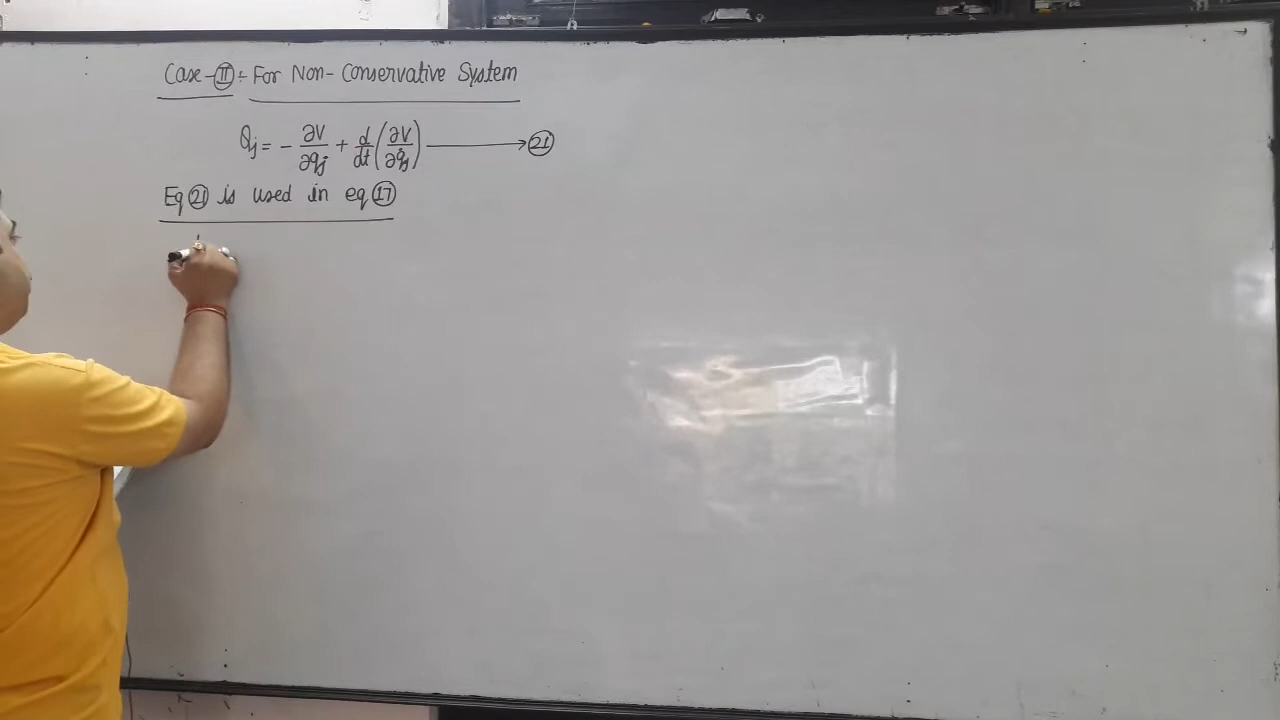 Case-Ⅱ :- For Non-Conservative System
Qj = - ∂V/∂qj + d/dt (∂V/∂q̇j) ⟶ ㉑
Eq ㉑ is used in eq ⑰